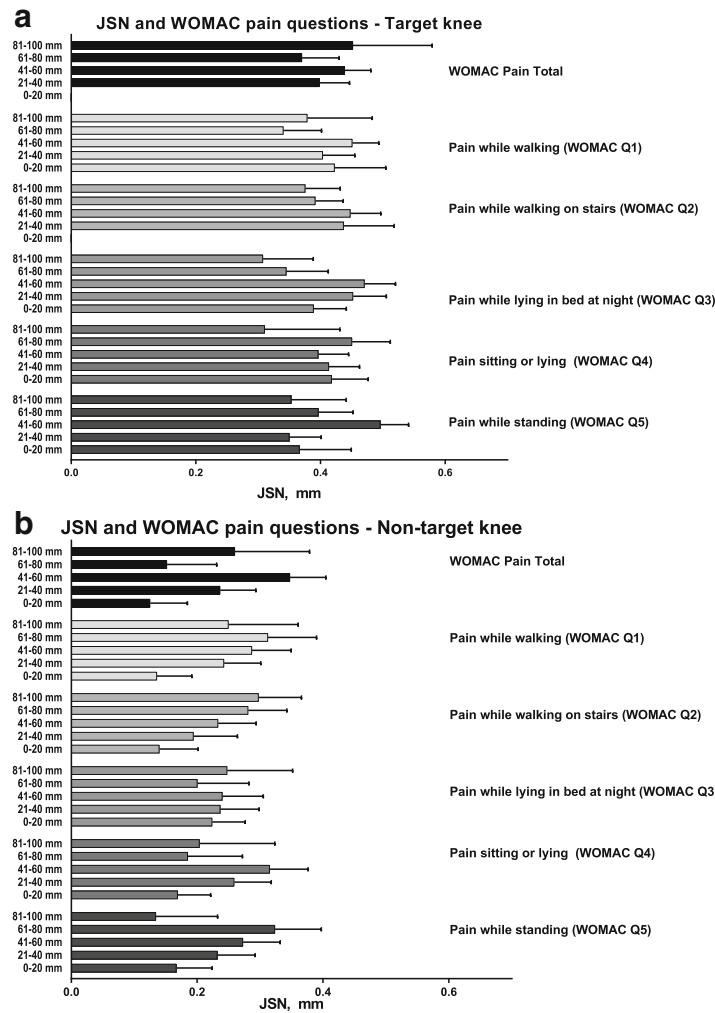 a
JSN and WOMAC pain questions - Target knee
81-100 mm
61-80 mm
41-60 mm
21-40 mm
0-20 mm
WOMAC Pain Total
81-100 mm
61-80 mm
41-60 mm
21-40 mm
0-20 mm
Pain while walking (WOMAC Q1)
81-100 mm
61-80 mm
41-60 mm
21-40 mm
0-20 mm
Pain while walking on stairs (WOMAC Q2)
81-100 mm
61-80 mm
41-60 mm
21-40 mm
0-20 mm
Pain while lying in bed at night (WOMAC Q3)
81-100 mm
61-80 mm
41-60 mm
21-40 mm
0-20 mm
Pain sitting or lying (WOMAC Q4)
81-100 mm
61-80 mm
41-60 mm
21-40 mm
0-20 mm
Pain while standing (WOMAC Q5)
0.0 0.2 0.4 0.6
JSN, mm
b
JSN and WOMAC pain questions - Non-target knee
81-100 mm
61-80 mm
41-60 mm
21-40 mm
0-20 mm
WOMAC Pain Total
81-100 mm
61-80 mm
41-60 mm
21-40 mm
0-20 mm
Pain while walking (WOMAC Q1)
81-100 mm
61-80 mm
41-60 mm
21-40 mm
0-20 mm
Pain while walking on stairs (WOMAC Q2)
81-100 mm
61-80 mm
41-60 mm
21-40 mm
0-20 mm
Pain while lying in bed at night (WOMAC Q3
81-100 mm
61-80 mm
41-60 mm
21-40 mm
0-20 mm
Pain sitting or lying (WOMAC Q4)
81-100 mm
61-80 mm
41-60 mm
21-40 mm
0-20 mm
Pain while standing (WOMAC Q5)
0.0 0.2 0.4 0.6
JSN, mm